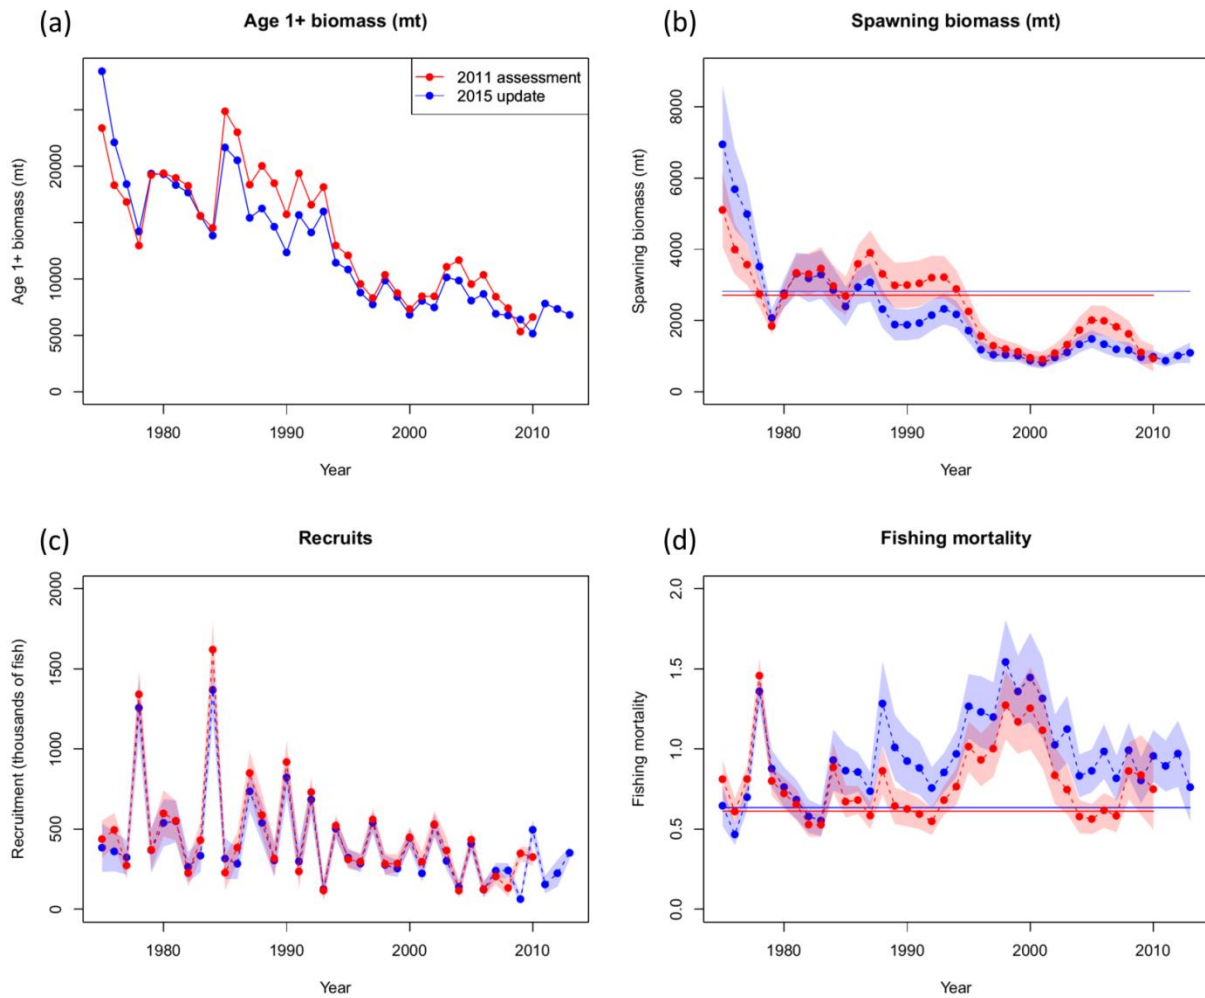 (a)
Age 1+ biomass (mt)
2011 assessment
2015 update
Age 1+ biomass (mt)
20000
10000
5000
0
1980
1990
2000
2010
Year
(b)
Spawning biomass (mt)
Spawning biomass (mt)
8000
6000
4000
2000
0
1980
1990
2000
2010
Year
(c)
Recruits
Recruitment (thousands of fish)
2000
1500
1000
500
0
1980
1990
2000
2010
Year
(d)
Fishing mortality
Fishing mortality
2.0
1.5
1.0
0.5
0.0
1980
1990
2000
2010
Year